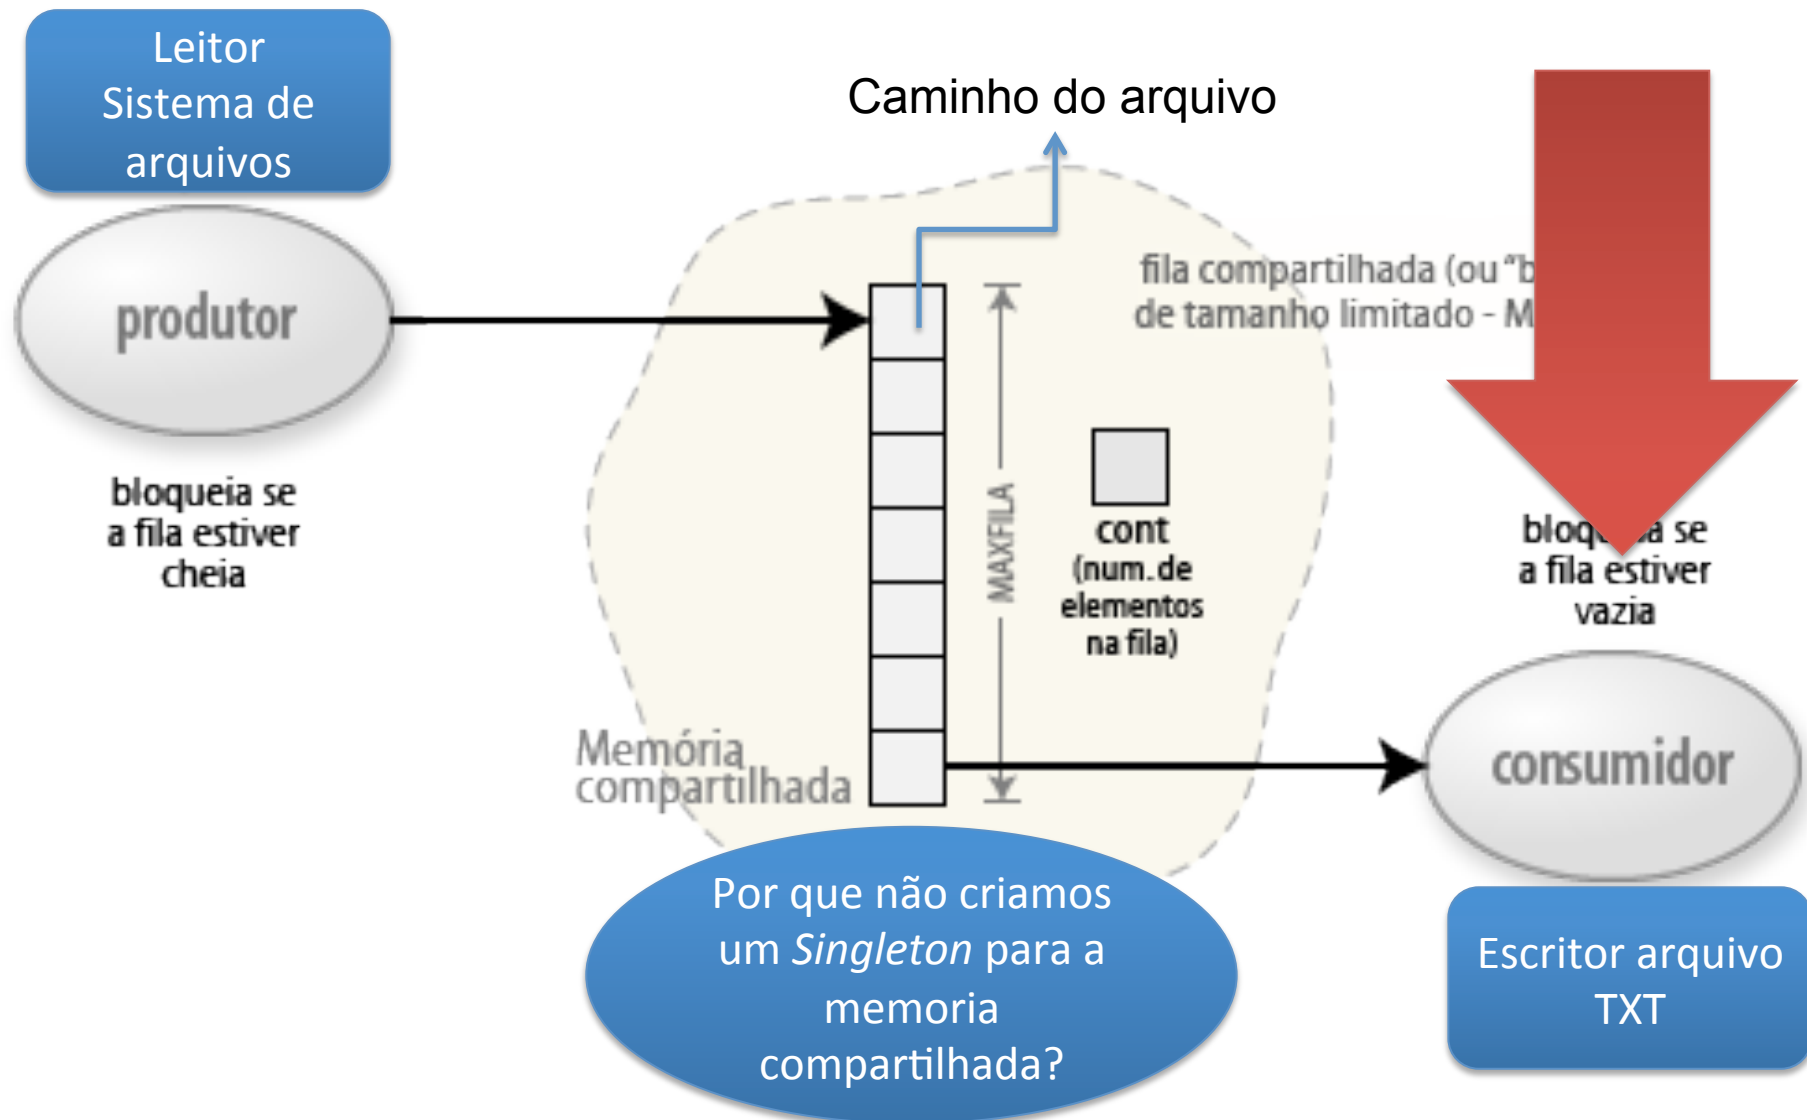 Leitor
Sistema de
arquivos
Caminho do arquivo
produtor
fila compartilhada (ou "b
de tamanho limitado - M
bloqueia se
a fila estiver
cheia
MAXFILA
cont
(num. de
elementos
na fila)
bloqueia se
a fila estiver
vazia
Memória
compartilhada
consumidor
Por que não criamos
um Singleton para a
memoria
compartilhada?
Escritor arquivo
TXT